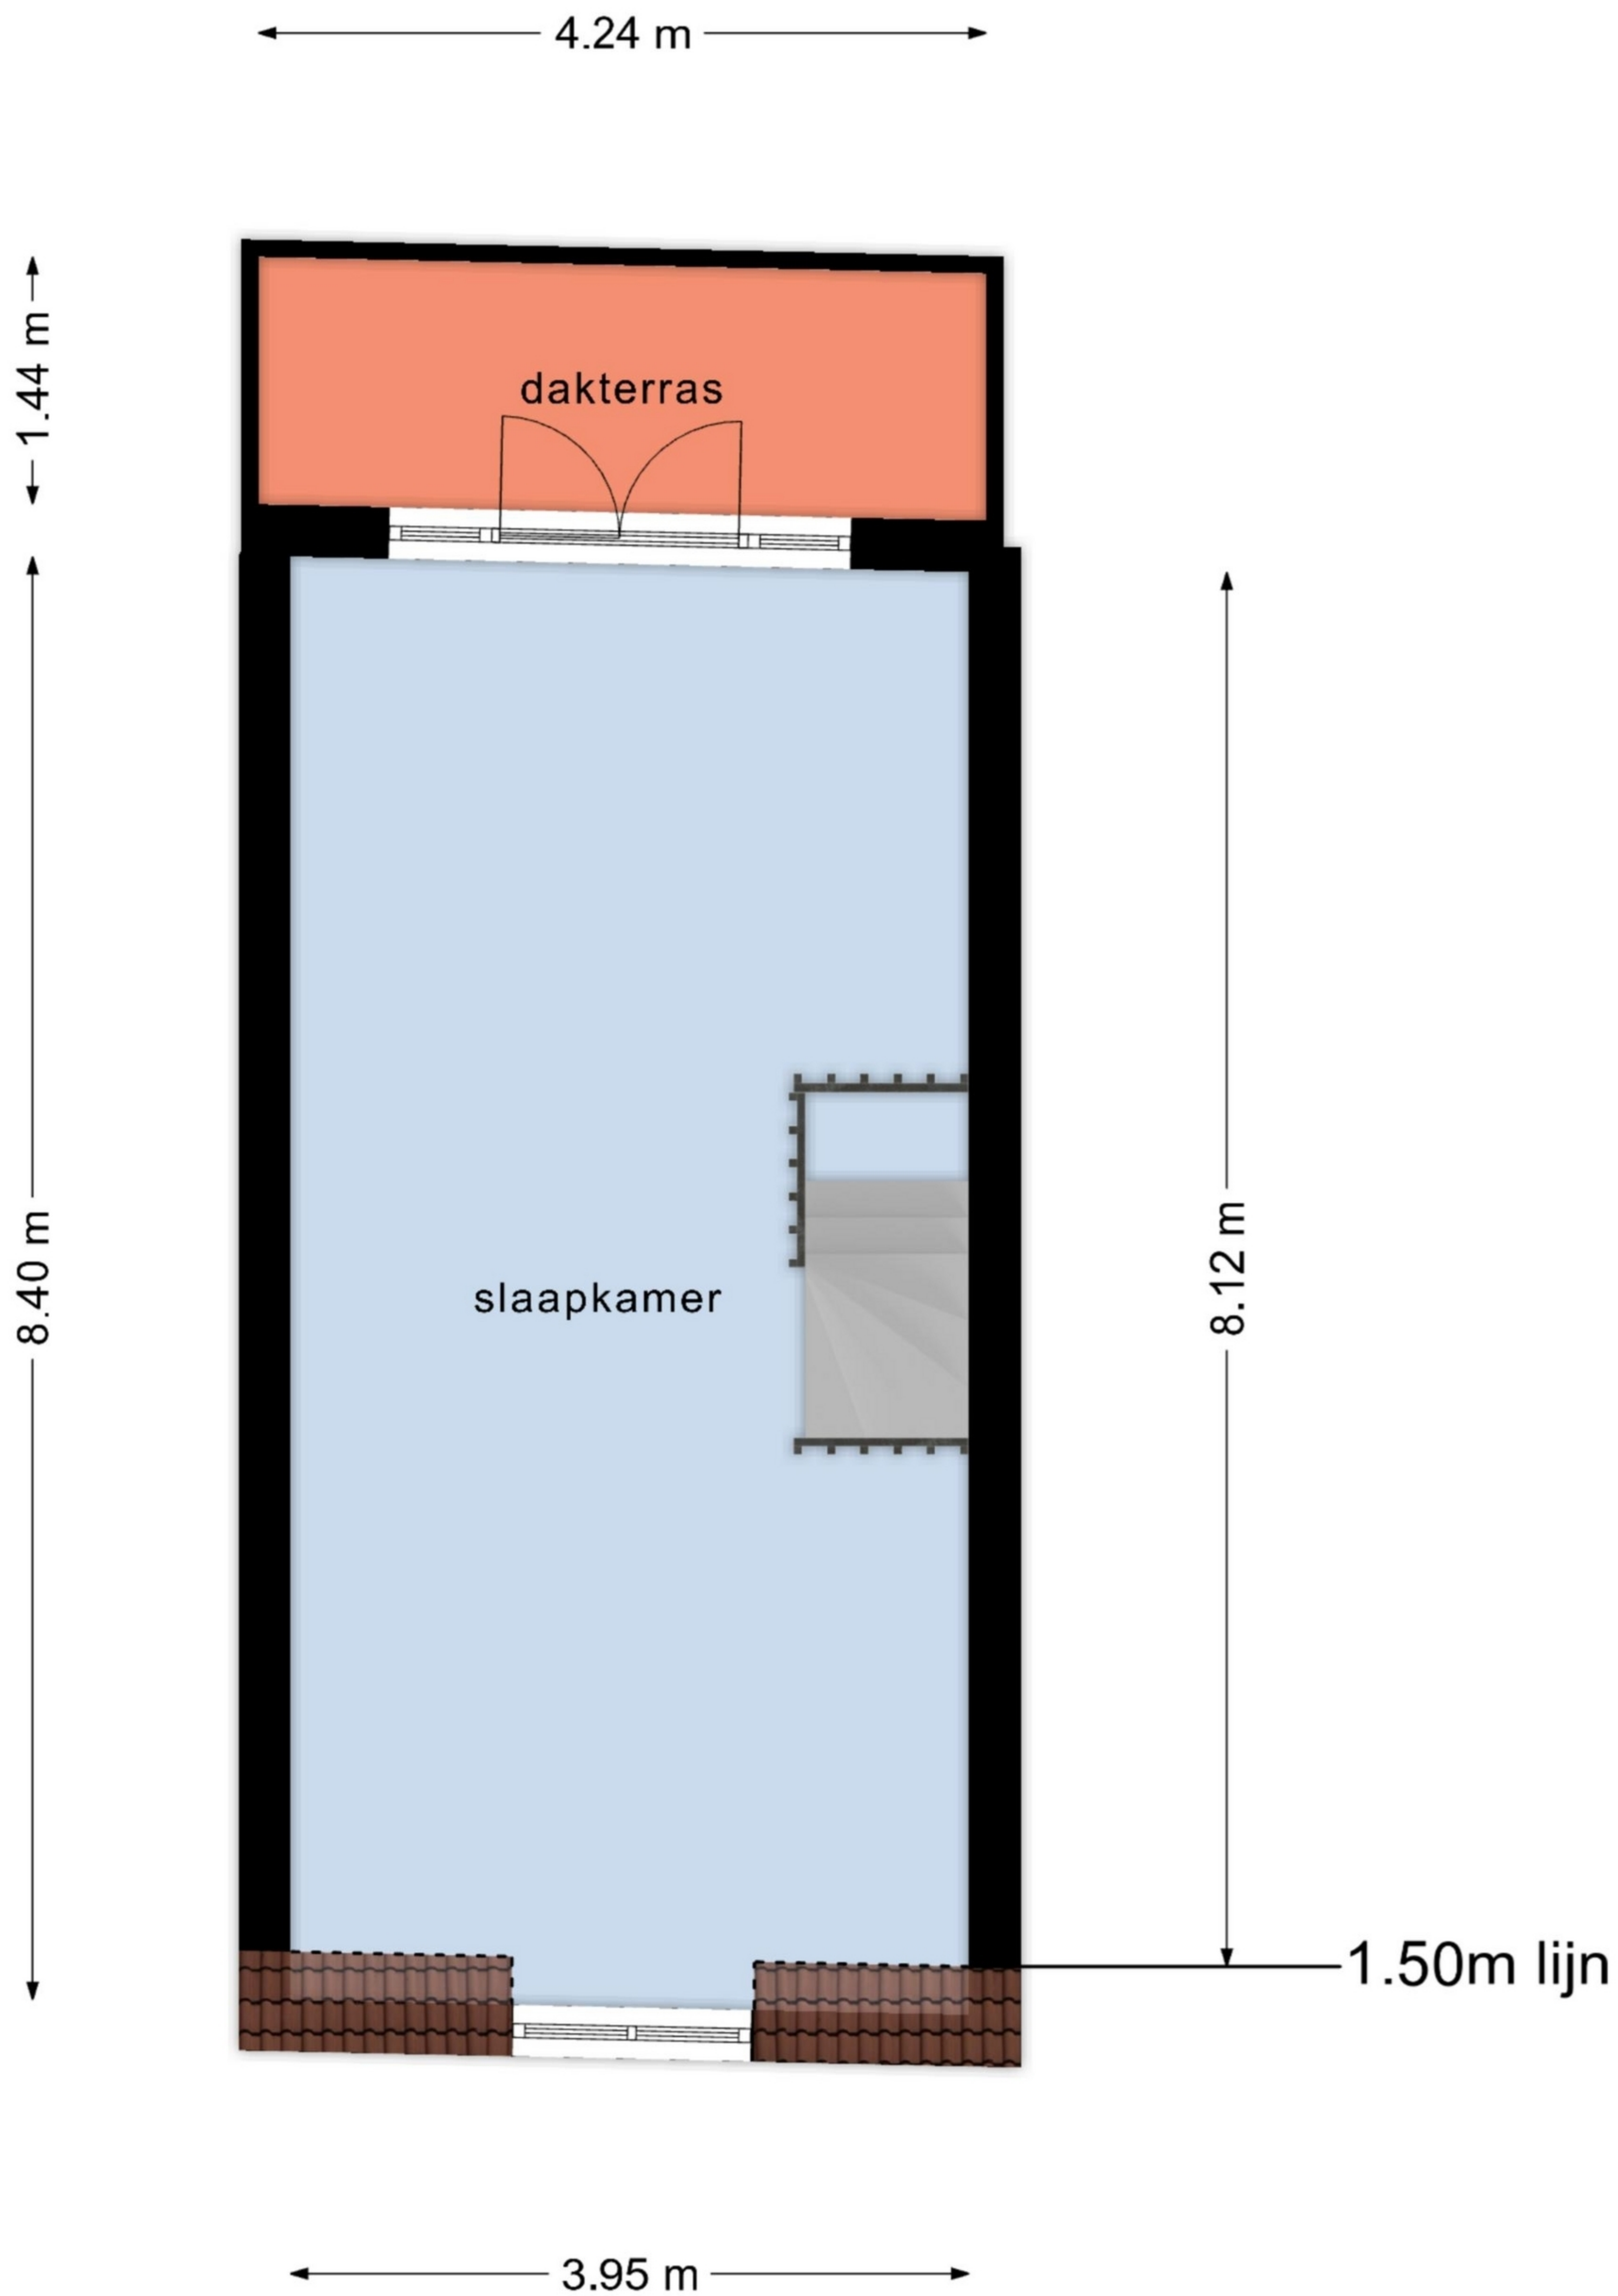 4.24 m
1.44 m
dakterras
8.40 m
8.12 m
slaapkamer
1.50m lijn
3.95 m